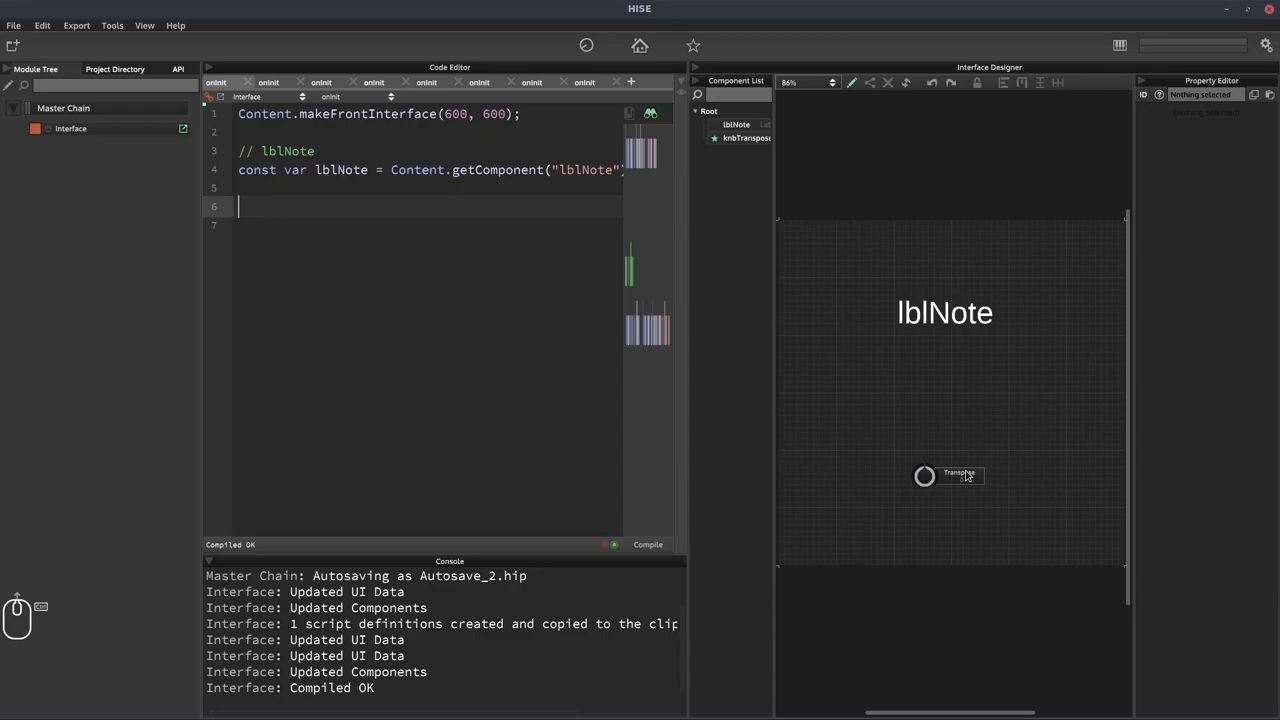 HISE
File Edit Export Tools View Help
Module Tree Project Directory API
Master Chain
Interface
Code Editor
onInit onInit onInit onInit onInit onInit onInit onInit
Interface onInit
1 Content.makeFrontInterface(600, 600);
2
3 // lblNote
4 const var lblNote = Content.getComponent("lblNote")
5
6
7
Compiled OK Compile
Console
Master Chain: Autosaving as Autosave_2.hip
Interface: Updated UI Data
Interface: Updated Components
Interface: 1 script definitions created and copied to the clip
Interface: Updated UI Data
Interface: Updated UI Data
Interface: Updated Components
Interface: Compiled OK
Interface Designer
Component List 86%
Root
lblNote
knbTranspose
lblNote
Transpose
Property Editor
ID Nothing selected
Ctrl